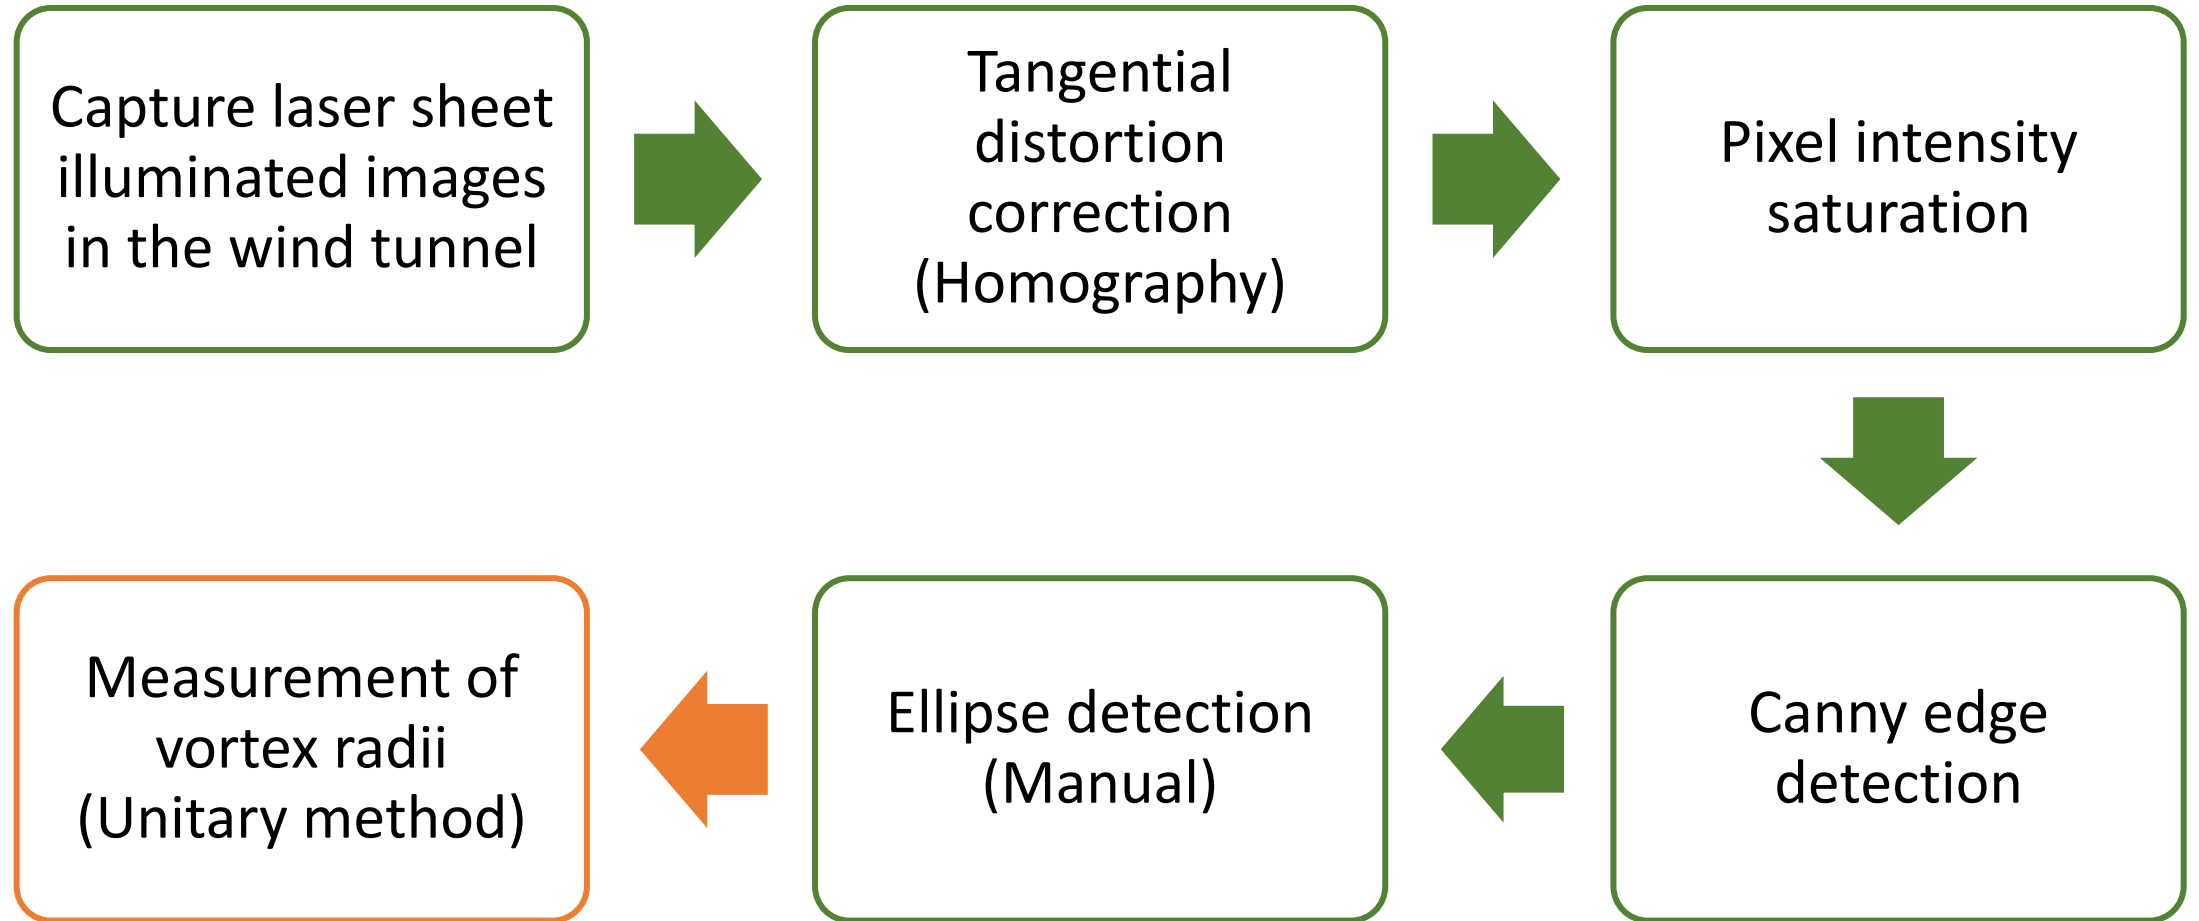 Capture laser sheet
illuminated images
in the wind tunnel
Tangential
distortion
correction
(Homography)
Pixel intensity
saturation
Canny edge
detection
Ellipse detection
(Manual)
Measurement of
vortex radii
(Unitary method)